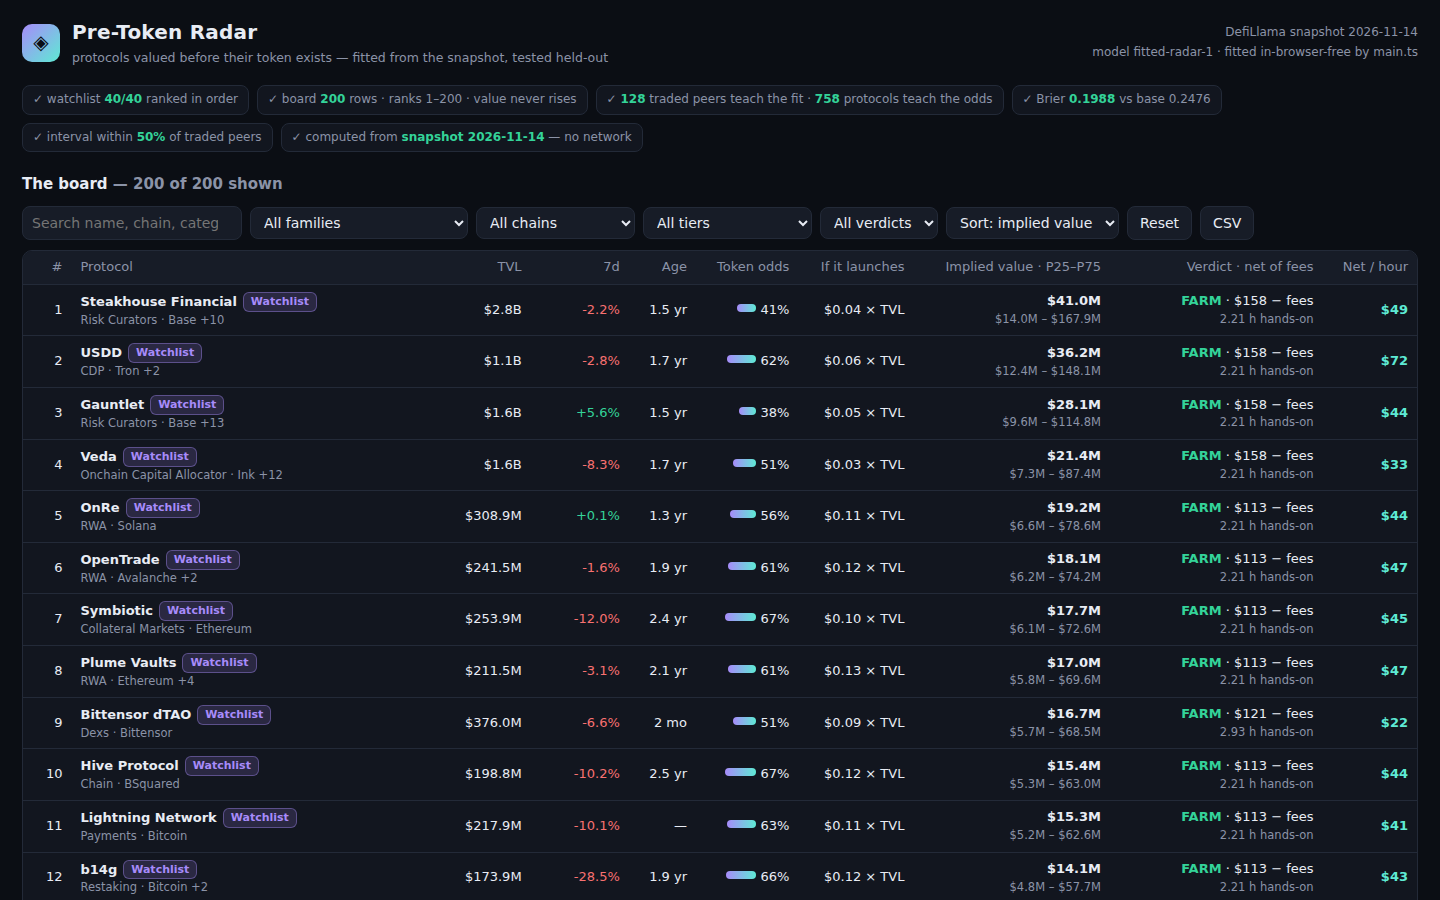 ◈ Pre-Token Radar
protocols valued before their token exists — fitted from the snapshot, tested held-out
DefiLlama snapshot 2026-11-14
model fitted-radar-1 · fitted in-browser-free by main.ts
✓ watchlist 40/40 ranked in order ✓ board 200 rows · ranks 1–200 · value never rises ✓ 128 traded peers teach the fit · 758 protocols teach the odds ✓ Brier 0.1988 vs base 0.2476
✓ interval within 50% of traded peers ✓ computed from snapshot 2026-11-14 — no network
The board — 200 of 200 shown
Search name, chain, categ All families All chains All tiers All verdicts Sort: implied value Reset CSV
# Protocol TVL 7d Age Token odds If it launches Implied value · P25–P75 Verdict · net of fees Net / hour
1 Steakhouse Financial Watchlist $2.8B -2.2% 1.5 yr 41% $0.04 × TVL $41.0M FARM · $158 − fees $49
Risk Curators · Base +10 $14.0M – $167.9M 2.21 h hands-on
2 USDD Watchlist $1.1B -2.8% 1.7 yr 62% $0.06 × TVL $36.2M FARM · $158 − fees $72
CDP · Tron +2 $12.4M – $148.1M 2.21 h hands-on
3 Gauntlet Watchlist $1.6B +5.6% 1.5 yr 38% $0.05 × TVL $28.1M FARM · $158 − fees $44
Risk Curators · Base +13 $9.6M – $114.8M 2.21 h hands-on
4 Veda Watchlist $1.6B -8.3% 1.7 yr 51% $0.03 × TVL $21.4M FARM · $158 − fees $33
Onchain Capital Allocator · Ink +12 $7.3M – $87.4M 2.21 h hands-on
5 OnRe Watchlist $308.9M +0.1% 1.3 yr 56% $0.11 × TVL $19.2M FARM · $113 − fees $44
RWA · Solana $6.6M – $78.6M 2.21 h hands-on
6 OpenTrade Watchlist $241.5M -1.6% 1.9 yr 61% $0.12 × TVL $18.1M FARM · $113 − fees $47
RWA · Avalanche +2 $6.2M – $74.2M 2.21 h hands-on
7 Symbiotic Watchlist $253.9M -12.0% 2.4 yr 67% $0.10 × TVL $17.7M FARM · $113 − fees $45
Collateral Markets · Ethereum $6.1M – $72.6M 2.21 h hands-on
8 Plume Vaults Watchlist $211.5M -3.1% 2.1 yr 61% $0.13 × TVL $17.0M FARM · $113 − fees $47
RWA · Ethereum +4 $5.8M – $69.6M 2.21 h hands-on
9 Bittensor dTAO Watchlist $376.0M -6.6% 2 mo 51% $0.09 × TVL $16.7M FARM · $121 − fees $22
Dexs · Bittensor $5.7M – $68.5M 2.93 h hands-on
10 Hive Protocol Watchlist $198.8M -10.2% 2.5 yr 67% $0.12 × TVL $15.4M FARM · $113 − fees $44
Chain · BSquared $5.3M – $63.0M 2.21 h hands-on
11 Lightning Network Watchlist $217.9M -10.1% — 63% $0.11 × TVL $15.3M FARM · $113 − fees $41
Payments · Bitcoin $5.2M – $62.6M 2.21 h hands-on
12 b14g Watchlist $173.9M -28.5% 1.9 yr 66% $0.12 × TVL $14.1M FARM · $113 − fees $43
Restaking · Bitcoin +2 $4.8M – $57.7M 2.21 h hands-on